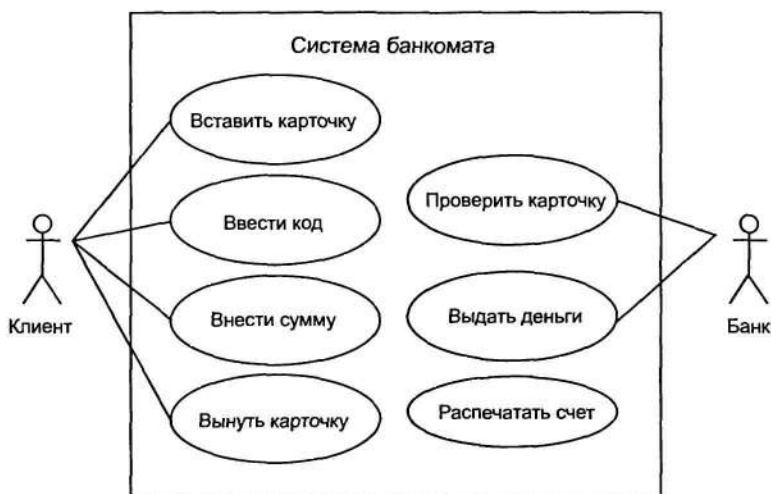 Система банкомата
Вставить карточку
Проверить карточку
Ввести код
Клиент
Внести сумму
Выдать деньги
Банк
Вынуть карточку
Распечатать счет